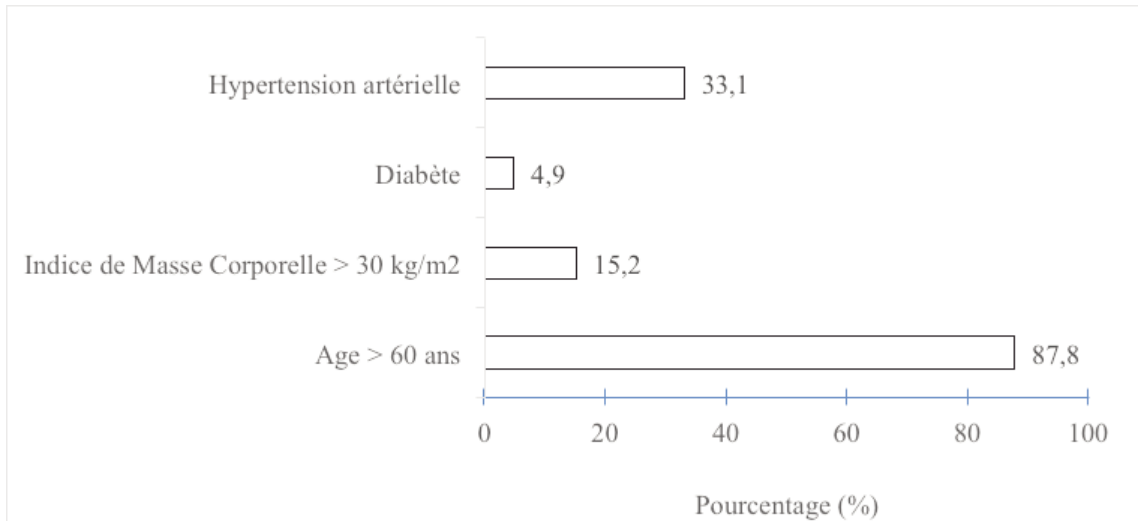 Hypertension artérielle 33,1
Diabète 4,9
Indice de Masse Corporelle > 30 kg/m2 15,2
Age > 60 ans 87,8
0 20 40 60 80 100
Pourcentage (%)